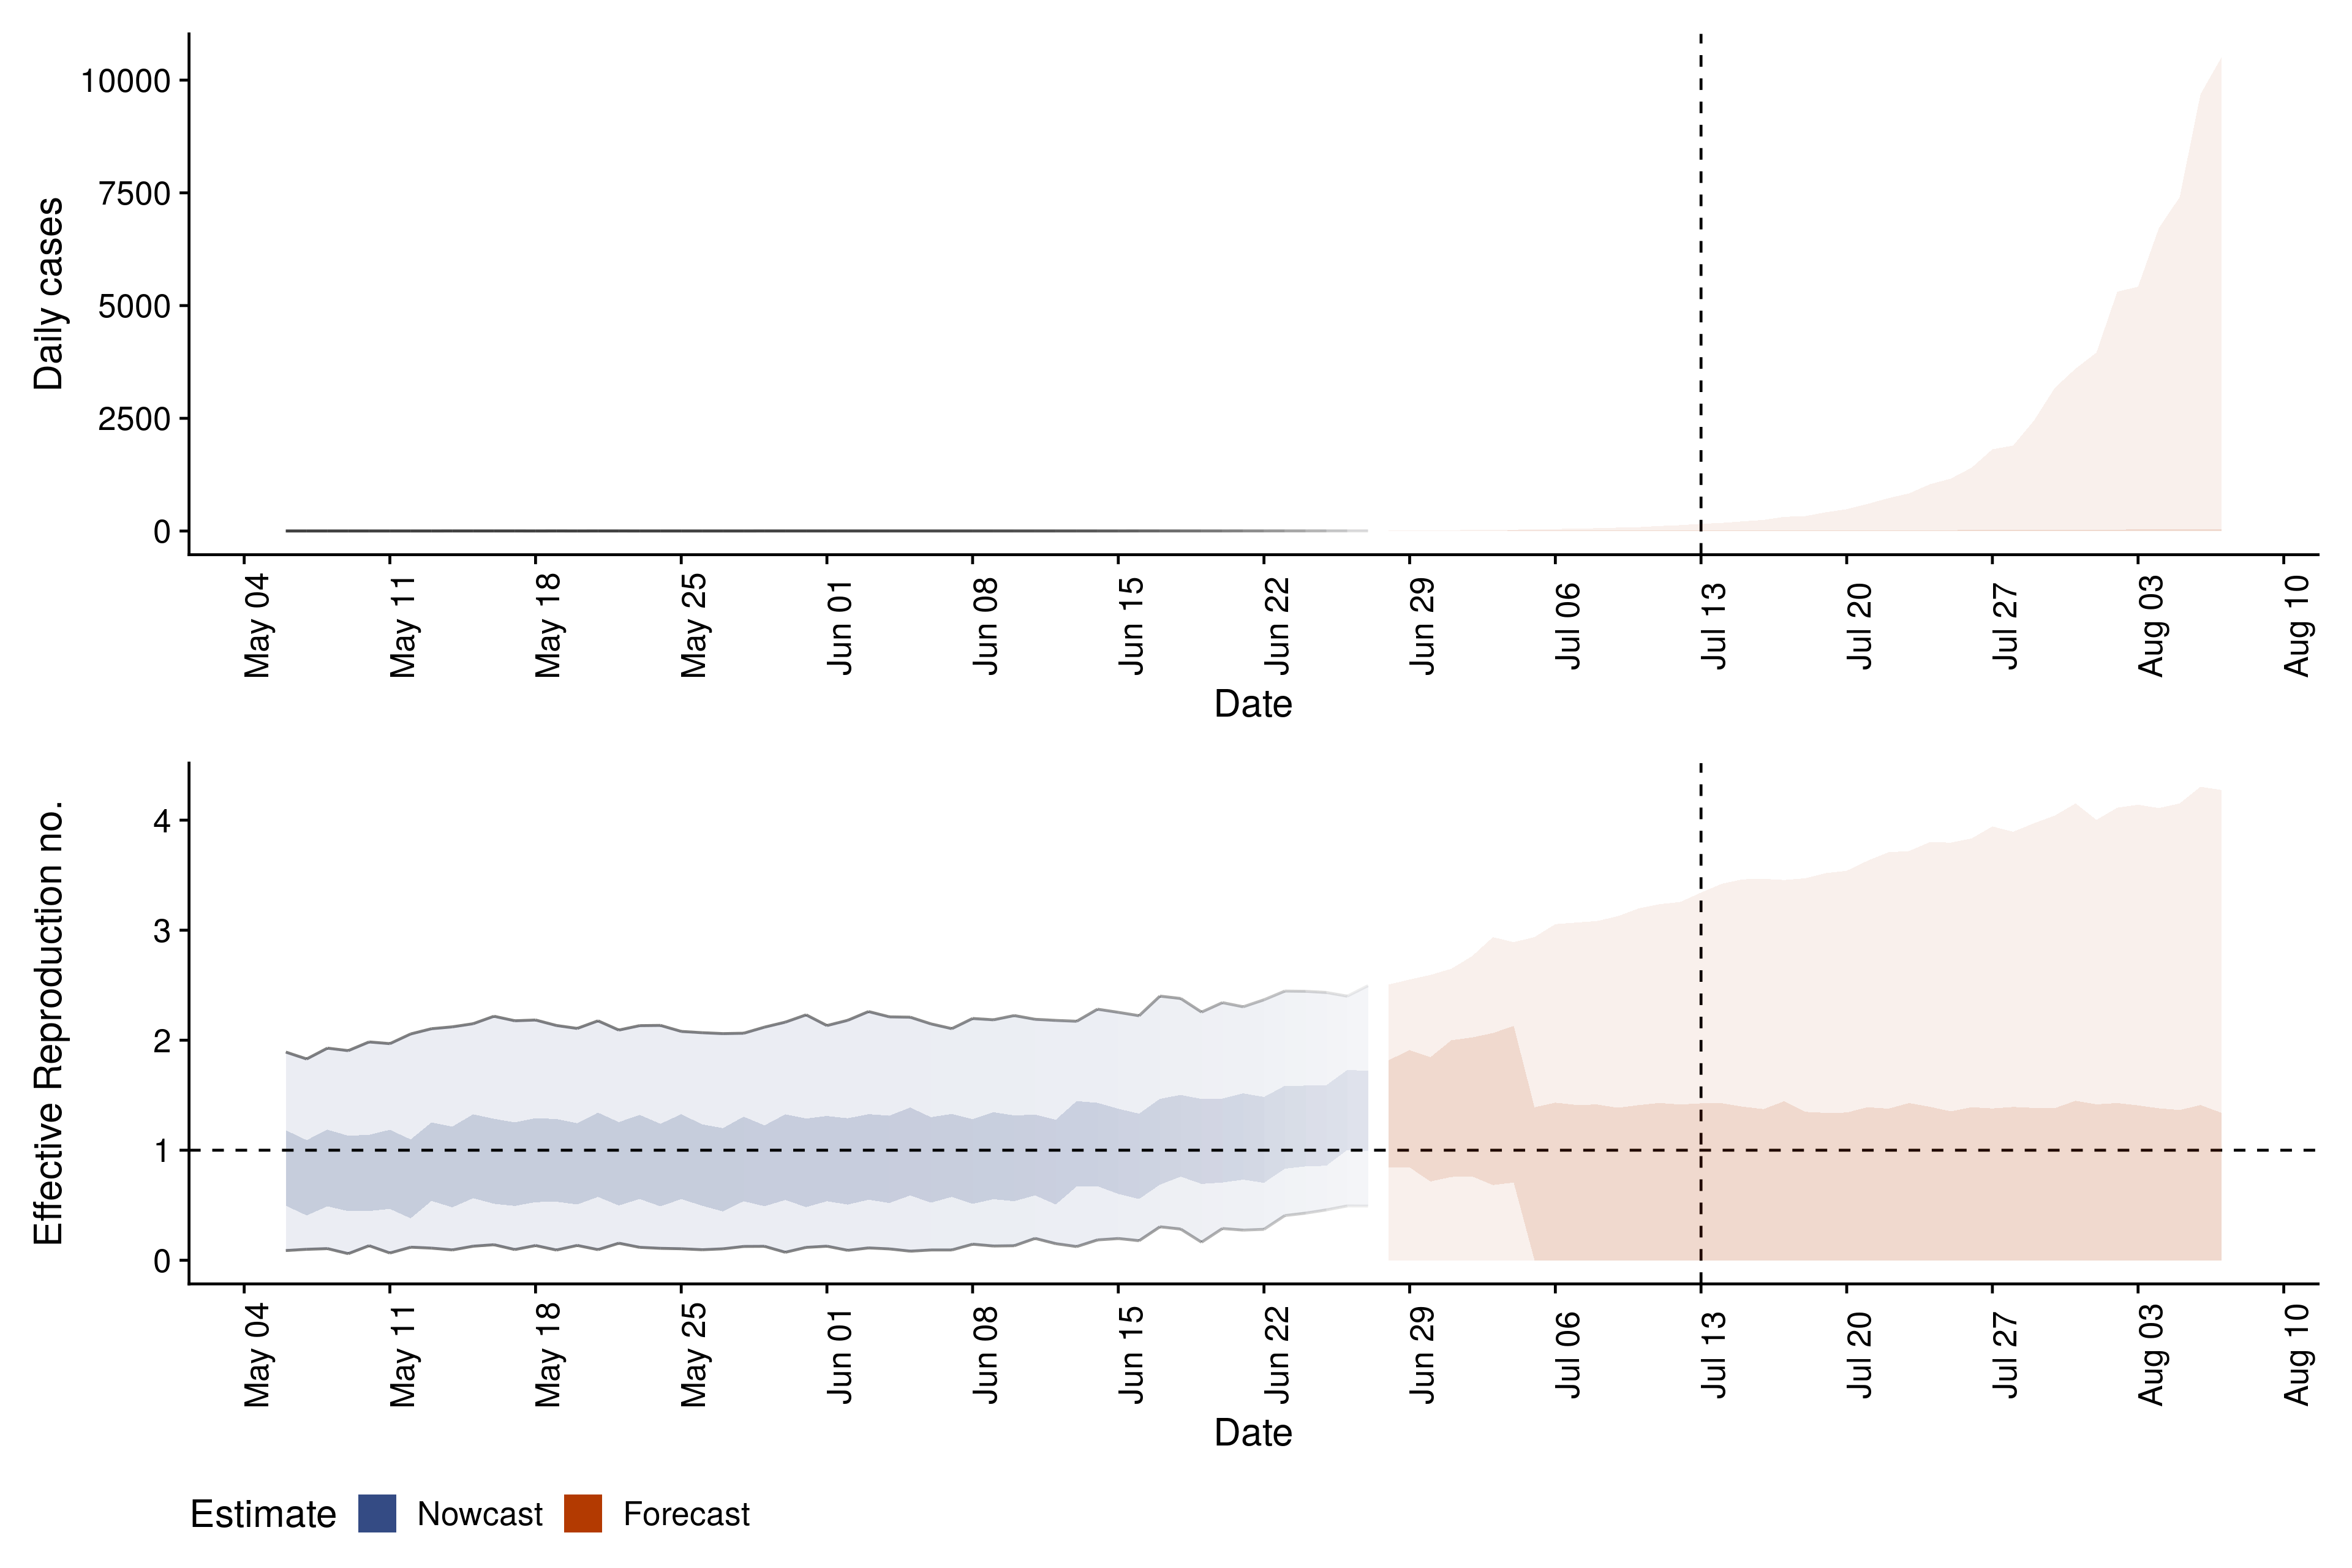 Daily cases
10000
7500
5000
2500
0
May 04
May 11
May 18
May 25
Jun 01
Jun 08
Jun 15
Jun 22
Jun 29
Jul 06
Jul 13
Jul 20
Jul 27
Aug 03
Aug 10
Date
Effective Reproduction no.
4
3
2
1
0
May 04
May 11
May 18
May 25
Jun 01
Jun 08
Jun 15
Jun 22
Jun 29
Jul 06
Jul 13
Jul 20
Jul 27
Aug 03
Aug 10
Date
Estimate Nowcast Forecast